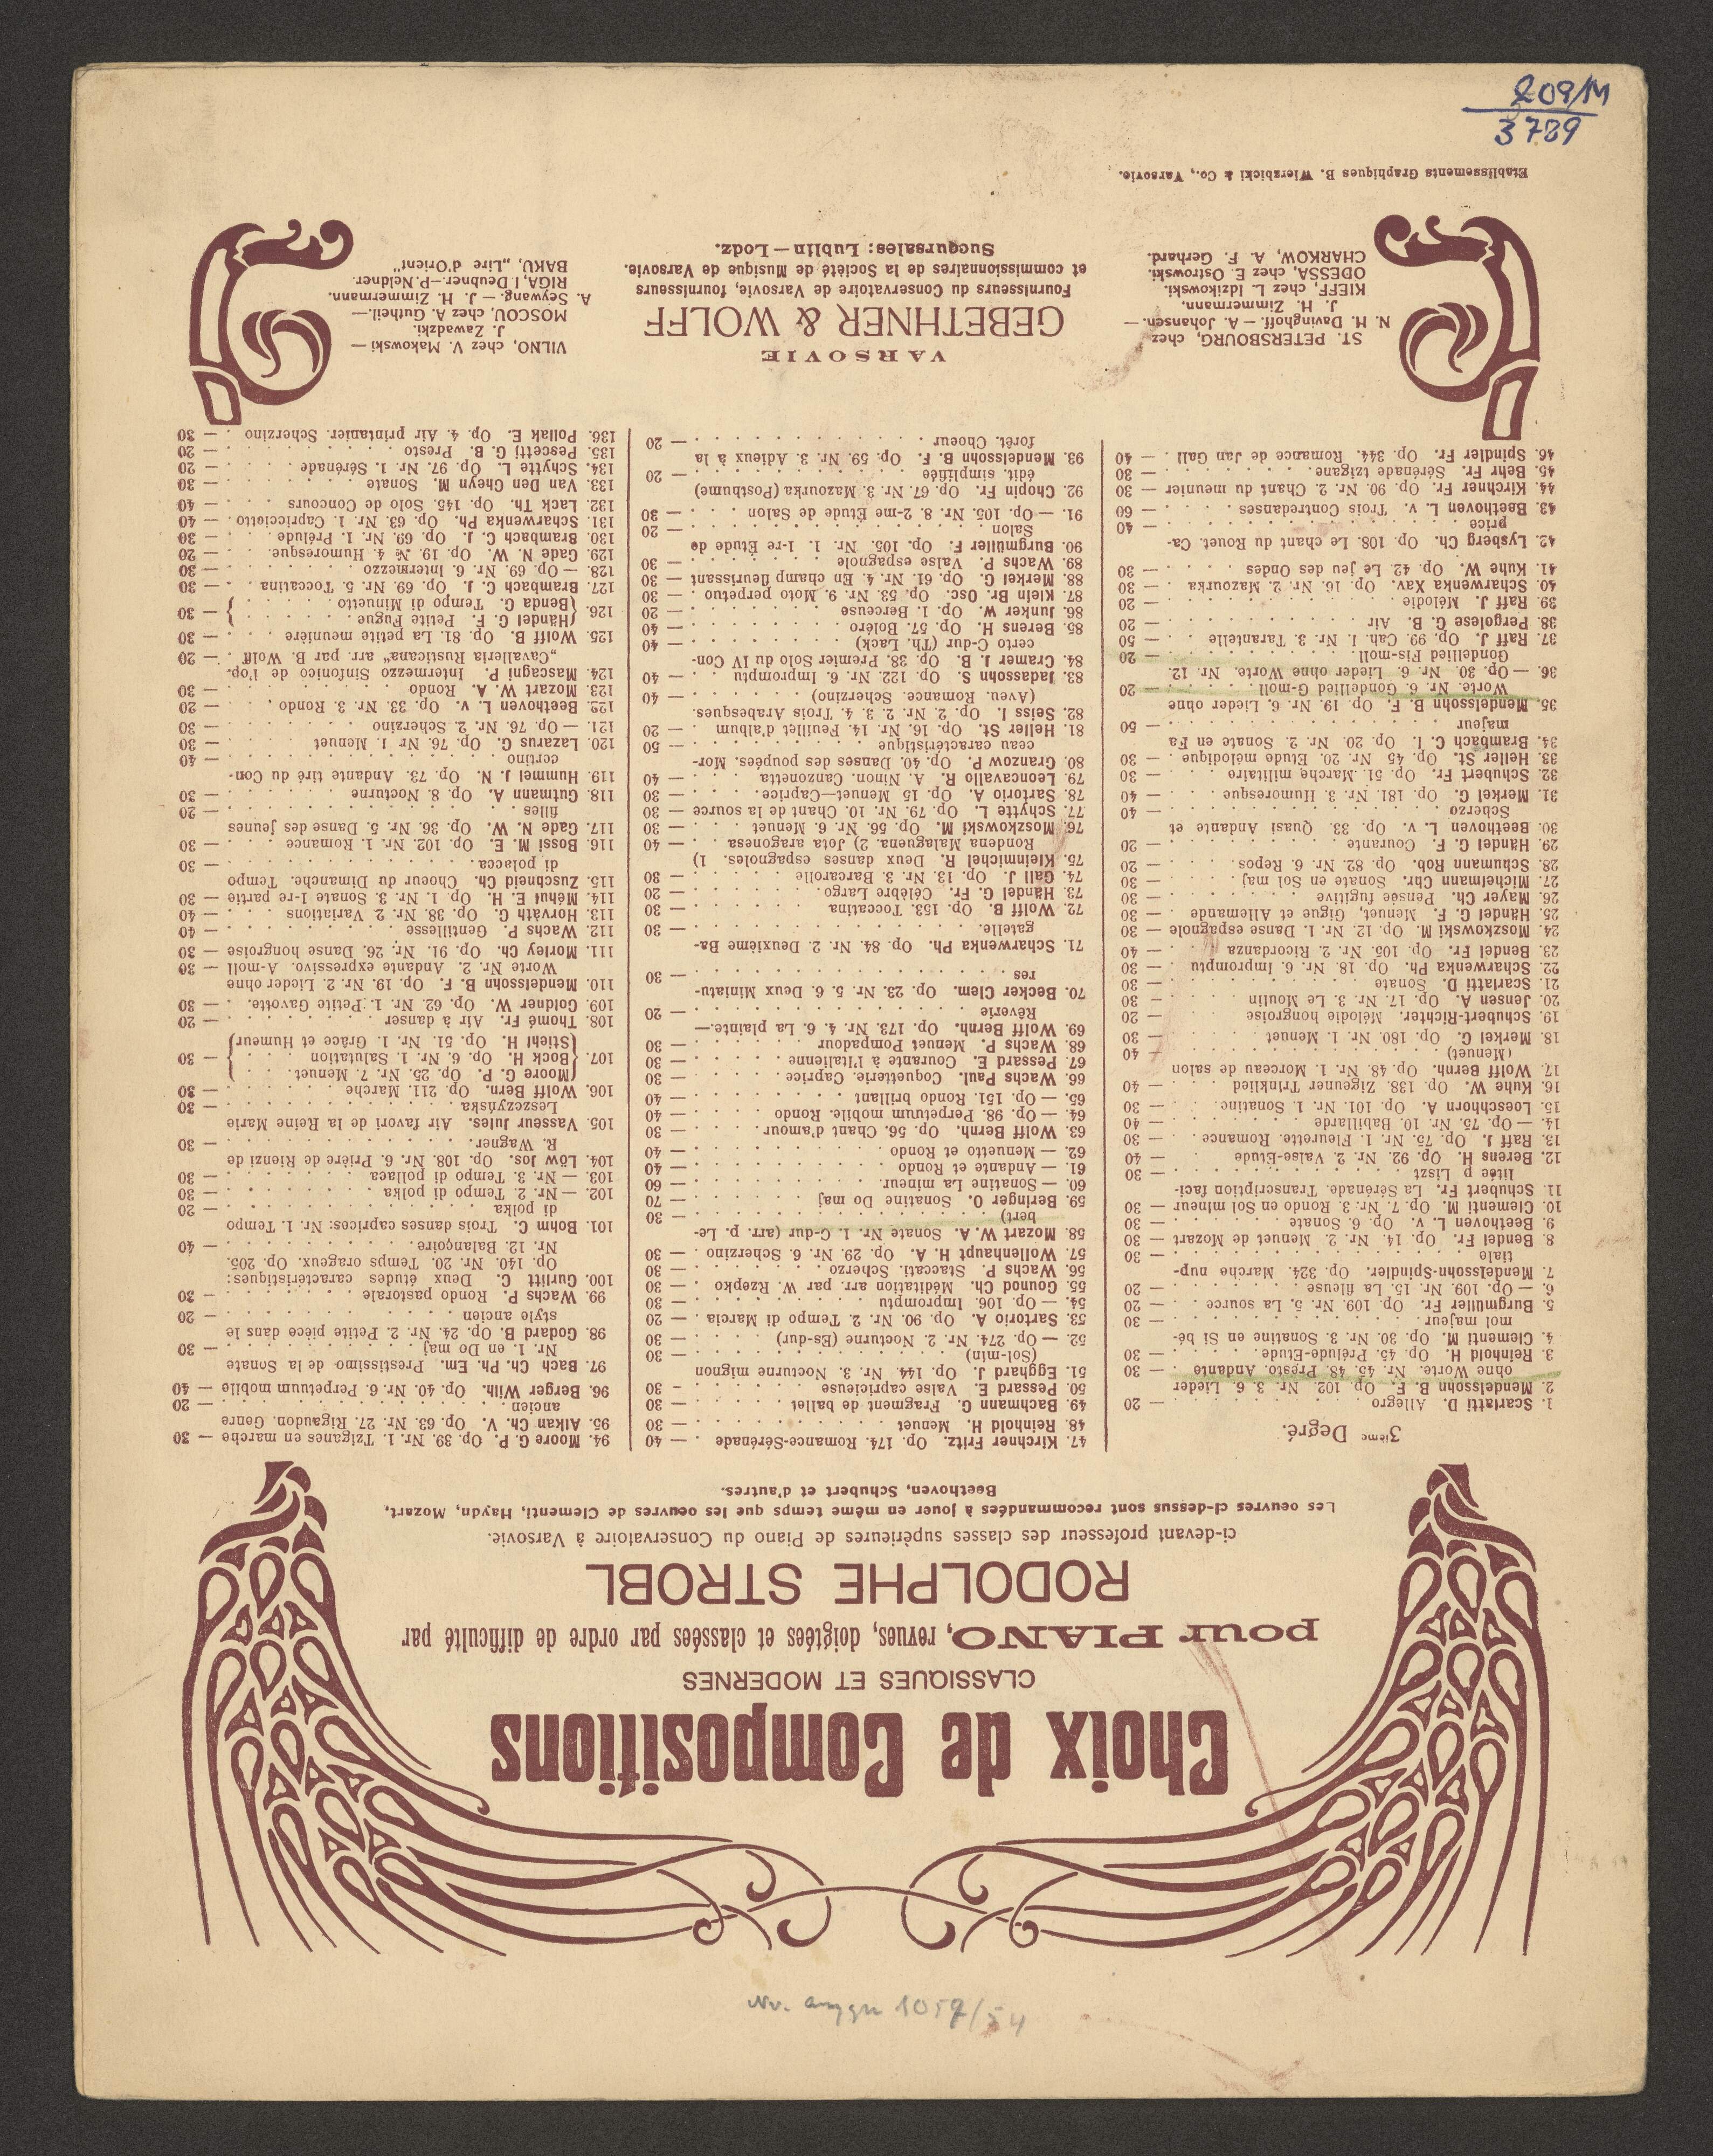 Choix de Compositions
CLASSIQUES ET MODERNES
pour PIANO, revues, doigtées et classées par ordre de difficulté par
RODOLPHE STROBL
ci-devant professeur des classes supèrieures de Piano du Conservatoire à Varsovie.
Les oeuvres ci-dessus sont recommandées à jouer en même temps que les oeuvres de Clementi, Haydn, Mozart,
Beethoven, Schubert et d'autres.
3ième Degré.
1. Scarlatti D. Allegro . . . — 20
2. Mendelssohn B. F. Op. 102. Nr. 3. 6. Lieder
ohne Worte. Nr. 45. 48. Presto. Andante — 30
3. Reinhold H. Op. 45. Prélude-Etude . . . — 30
4. Clementi M. Op. 30. Nr. 3. Sonatine en Si bé-
mol majeur . . . — 30
5. Burgmüller Fr. Op. 109. Nr. 5. La source . . . — 20
6. — Op. 109. Nr. 15. La fileuse . . . — 20
7. Mendelssohn-Spindler. Op. 324. Marche nup-
tiale . . . — 30
8. Bendel Fr. Op. 14. Nr. 2. Menuet de Mozart — 30
9. Beethoven L. v. Op. 6. Sonate . . . — 30
10. Clementi M. Op. 7. Nr. 3. Rondo en Sol mineur — 30
11. Schubert Fr. La Sérénade. Transcription faci-
litée p Liszt . . . — 30
12. Berens H. Op. 92. Nr. 2. Valse-Etude . . . — 40
13. Raff J. Op. 75. Nr. 1. Fleurette. Romance . . . — 30
14. — Op. 75. Nr. 10. Babillarde . . . — 40
15. Loeschhorn A. Op. 101. Nr. 1. Sonatine . . . — 30
16. Kuhe W. Op. 138. Zigeuner Trinklied . . . — 40
17. Wolff Bernh. Op. 48. Nr. 1. Morceau de salon
(Menuet) . . . — 40
18. Merkel G. Op. 180. Nr. 1. Menuet . . . — 30
19. Schubert-Richter. Mélodie hongroise . . . — 20
20. Jensen A. Op. 17. Nr. 3. Le Moulin . . . — 30
21. Scarlatti D. Sonate . . . — 30
22. Scharwenka Ph. Op. 18. Nr. 6. Impromptu . . . — 30
23. Bendel Fr. Op. 105. Nr. 2. Ricordanza . . . — 40
24. Moszkowski M. Op. 12. Nr. 1. Danse espagnole — 30
25. Händel G. F. Menuet, Gigue et Allemande . . . — 30
26. Mayer Ch. Pensée fugitive . . . — 30
27. Michelmann Chr. Sonate en Sol maj . . . — 30
28. Schumann Rob. Op. 82. Nr. 6. Repos . . . — 20
29. Händel G. F. Courante . . . — 20
30. Beethoven L. v. Op. 33. Quasi Andante et
Scherzo . . . — 40
31. Merkel G. Op. 181. Nr. 3. Humoresque . . . — 40
32. Schubert Fr. Op. 51. Marche militaire . . . — 30
33. Heller St. Op. 45. Nr. 20. Etude mélodique . . . — 30
34. Brambach C. J. Op. 20. Nr. 2. Sonate en Fa
majeur . . . — 50
35. Mendelssohn B. F. Op. 19. Nr. 6. Lieder ohne
Worte. Nr. 6. Gondellied G-moll . . . — 20
36. — Op. 30. Nr. 6. Lieder ohne Worte. Nr. 12.
Gondellied Fis-moll . . . — 20
37. Raff J. Op. 99. Cah. I. Nr. 3. Tarantelle . . . — 50
38. Pergolese G. B. Air . . . — 20
39. Raff J. Mélodie . . . — 20
40. Scharwenka Xav. Op. 16. Nr. 2. Mazourka . . . — 30
41. Kuhe W. Op. 42. Le jeu des Ondes . . . — 30
42. Lysberg Ch. Op. 108. Le chant du Rouet. Ca-
price . . . — 40
43. Beethoven L. v. Trois Contredanses . . . — 60
44. Kirchner Fr. Op. 90. Nr. 2. Chant du meunier — 30
45. Behr Fr. Sérénade tzigane . . . — 30
46. Spindler Fr. Op. 344. Romance de Jan Gall . . . — 40
47. Kirchner Fritz. Op. 174. Romance-Sérénade . . . — 40
48. Reinhold H. Menuet . . . — 30
49. Bachmann G. Fragment de ballet . . . — 30
50. Pessard E. Valse capricieuse . . . — 30
51. Egghard J. Op. 144. Nr. 3. Nocturne mignon
(Sol-min) . . . — 30
52. — Op. 274. Nr. 2. Nocturne (Es-dur) . . . — 30
53. Sartorio A. Op. 90. Nr. 2. Tempo di Marcia . . . — 20
54. — Op. 106. Impromptu . . . — 30
55. Gounod Ch. Méditation arr. par W. Rzepko . . . — 30
56. Wachs P. Staccati. Scherzo . . . — 30
57. Wollenhaupt H. A. Op. 29. Nr. 6. Scherzino . . . — 30
58. Mozart W. A. Sonate Nr. 1. C-dur (arr. p. Le-
bert) . . . — 30
59. Beringer O. Sonatine Do maj . . . — 70
60. — Sonatine La mineur . . . — 60
61. — Andante et Rondo . . . — 40
62. — Menuetto et Rondo . . . — 40
63. Wolff Bernh. Op. 56. Chant d'amour . . . — 30
64. — Op. 98. Perpetuum mobile. Rondo . . . — 40
65. — Op. 151. Rondo brillant . . . — 40
66. Wachs Paul. Coquetterie. Caprice . . . — 30
67. Pessard E. Courante à l'Italienne . . . — 30
68. Wachs P. Menuet Pompadour . . . — 30
69. Wolff Bernh. Op. 173. Nr. 4. 6. La plainte.—
Rêverie . . . — 20
70. Becker Clem. Op. 23. Nr. 5. 6. Deux Miniatu-
res . . . — 30
71. Scharwenka Ph. Op. 84. Nr. 2. Deuxième Ba-
gatelle . . . — 30
72. Wolff B. Op. 153. Toccatina . . . — 30
73. Händel G. Fr. Célèbre Largo . . . — 20
74. Gall J. Op. 13. Nr. 3. Barcarolle . . . — 30
75. Kleinmichel R. Deux danses espagnoles. 1)
Rondena Malaguena. 2) Jota aragonesa . . . — 40
76. Moszkowski M. Op. 56. Nr. 6. Menuet . . . — 30
77. Schytte L. Op. 79. Nr. 10. Chant de la source — 30
78. Sartorio A. Op. 15 Menuet—Caprice . . . — 30
79. Leoncavallo R. A. Ninon. Canzonetta . . . — 40
80. Granzow P. Op. 40. Danses des poupées. Mor-
ceau caractéristique . . . — 50
81. Heller St. Op. 16. Nr. 14. Feuillet d'album . . . — 20
82. Seiss I. Op. 2. Nr. 2. 3. 4. Trois Arabesques.
(Aveu. Romance. Scherzino) . . . — 40
83. Jadassohn S. Op. 122. Nr. 6. Impromptu . . . — 40
84. Cramer J. B. Op. 38. Premier Solo du IV Con-
certo C-dur (Th. Lack) . . . — 40
85. Berens H. Op. 57. Boléro . . . — 40
86. Junker W. Op. 1. Berceuse . . . — 20
87. Klein Br. Osc. Op. 53. Nr. 9. Moto perpetuo . . . — 30
88. Merkel G. Op. 61. Nr. 4. En champ fleurissant — 30
89. Wachs P. Valse espagnole . . . — 30
90. Burgmüller F. Op. 105. Nr. 1. 1-re Étude de
Salon . . . — 20
91. — Op. 105. Nr. 8. 2-me Étude de Salon . . . — 30
92. Chopin Fr. Op. 67. Nr. 3. Mazourka (Posthume)
édit. simplifiée . . . — 20
93. Mendelssohn B. F. Op. 59. Nr. 3. Adieux à la
forêt. Choeur . . . — 20
94. Moore G. P. Op. 39. Nr. 1. Tziganes en marche — 30
95. Alkan Ch. V. Op. 63. Nr. 27. Rigaudon. Genre
ancien . . . — 20
96. Berger Wilh. Op. 40. Nr. 6. Perpetuum mobile — 40
97. Bach Ch. Ph. Em. Prestissimo de la Sonate
Nr. 1. en Do maj . . . — 30
98. Godard B. Op. 24. Nr. 2. Petite pièce dans le
style ancien . . . — 20
99. Wachs P. Rondo pastorale . . . — 30
100. Gurlitt C. Deux études caractéristiques:
Op. 140. Nr. 20. Temps orageux. Op. 205.
Nr. 12. Balançoire . . . — 40
101. Bohm C. Trois danses caprices: Nr. 1. Tempo
di polka . . . — 20
102. — Nr. 2. Tempo di polka . . . — 30
103. — Nr. 3. Tempo di pollaca . . . — 30
104. Löw Jos. Op. 108. Nr. 6. Prière de Rienzi de
R. Wagner . . . — 30
105. Vasseur Jules. Air favori de la Reine Marie
Leszczyńska . . . — 30
106. Wolff Bern. Op. 211. Marche . . . — 30
107. {Moore G. P. Op. 25. Nr. 7. Menuet . . .
{Bock H. Op. 6. Nr. 1. Salutation . . . } — 30
{Stiehl H. Op. 51. Nr. 1. Grâce et Humeur
108. Thomé Fr. Air à danser . . . — 20
109. Goldner W. Op. 62. Nr. 1. Petite Gavotte . . . — 30
110. Mendelssohn B. F. Op. 19. Nr. 2. Lieder ohne
Worte Nr. 2. Andante expressivo. A-moll — 30
111. Morley Ch. Op. 91. Nr. 26. Danse hongroise — 30
112. Wachs P. Gentillesse . . . — 40
113. Horváth G. Op. 38. Nr. 2. Variations . . . — 40
114. Méhul E. H. Op. 1. Nr. 3. Sonate 1-re partie — 30
115. Zuschneid Ch. Choeur du Dimanche. Tempo
di polacca . . . — 30
116. Bossi M. E. Op. 102. Nr. 1. Romance . . . — 30
117. Gade N. W. Op. 36. Nr. 5. Danse des jeunes
filles . . . — 20
118. Gutmann A. Op. 8. Nocturne . . . — 30
119. Hummel J. N. Op. 73. Andante tiré du Con-
certino . . . — 40
120. Lazarus G. Op. 76. Nr 1. Menuet . . . — 30
121. — Op. 76. Nr. 2. Scherzino . . . — 30
122. Beethoven L. v. Op. 33. Nr. 3. Rondo . . . — 20
123. Mozart W. A. Rondo . . . — 30
124. Mascagni P. Intermezzo Sinfonico de l'op.
„Cavalleria Rusticana“ arr. par B. Wolff . . . — 20
125. Wolff B. Op. 81. La petite meunière . . . — 30
126. {Händel G. F. Petite Fugue . . .
{Benda G. Tempo di Minuetto . . . } — 30
127. Brambach C. J. Op. 69. Nr. 5. Toccatina . . . — 30
128. — Op. 69. Nr. 6. Intermezzo . . . — 30
129. Gade N. W. Op. 19. № 4. Humoresque . . . — 20
130. Brambach C. J. Op. 69. Nr. 1. Prélude . . . — 30
131. Scharwenka Ph. Op. 63. Nr. 1. Capricciotto . . . — 40
132. Lack Th. Op. 145. Solo de Concours . . . — 40
133. Van Den Gheyn M. Sonate . . . — 30
134. Schytte L. Op. 97. Nr. 1. Sérénade . . . — 20
135. Pescetti G. B. Presto . . . — 20
136. Pollak E. Op. 4. Air printanier. Scherzino . . . — 30
ST. PETERSBOURG, chez
N. H. Davinghoff. — A. Johansen. —
J. H. Zimmermann.
KIEFF, chez L. Idzikowski.
ODESSA, chez E. Ostrowski.
CHARKOW, A. F. Gerhard.
VARSOVIE
GEBETHNER & WOLFF
Fournisseurs du Conservatoire de Varsovie, fournisseurs
et commissionnaires de la Société de Musique de Varsovie.
Sucqursales: Lublin — Lodz.
VILNO, chez V. Makowski —
J. Zawadzki.
MOSCOU, chez A. Gutheil.—
A. Seywang. — J. H. Zimmermann.
RIGA, I Deubner.—P. Neldner.
BAKU, „Lire d'Orient“
Etablissements Graphiques B. Wierzbicki & Co., Varsovie.
209/M
3789